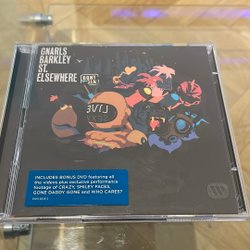 GNARLS
BARKLEY
ST.
ELSEWHERE
INCLUDES BONUS DVD featuring all
the videos plus exclusive performance
footage of CRAZY, SMILEY FACES,
GONE DADDY GONE and WHO CARES?